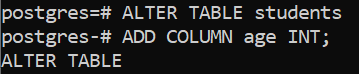 postgres=# ALTER TABLE students
postgres-# ADD COLUMN age INT;
ALTER TABLE